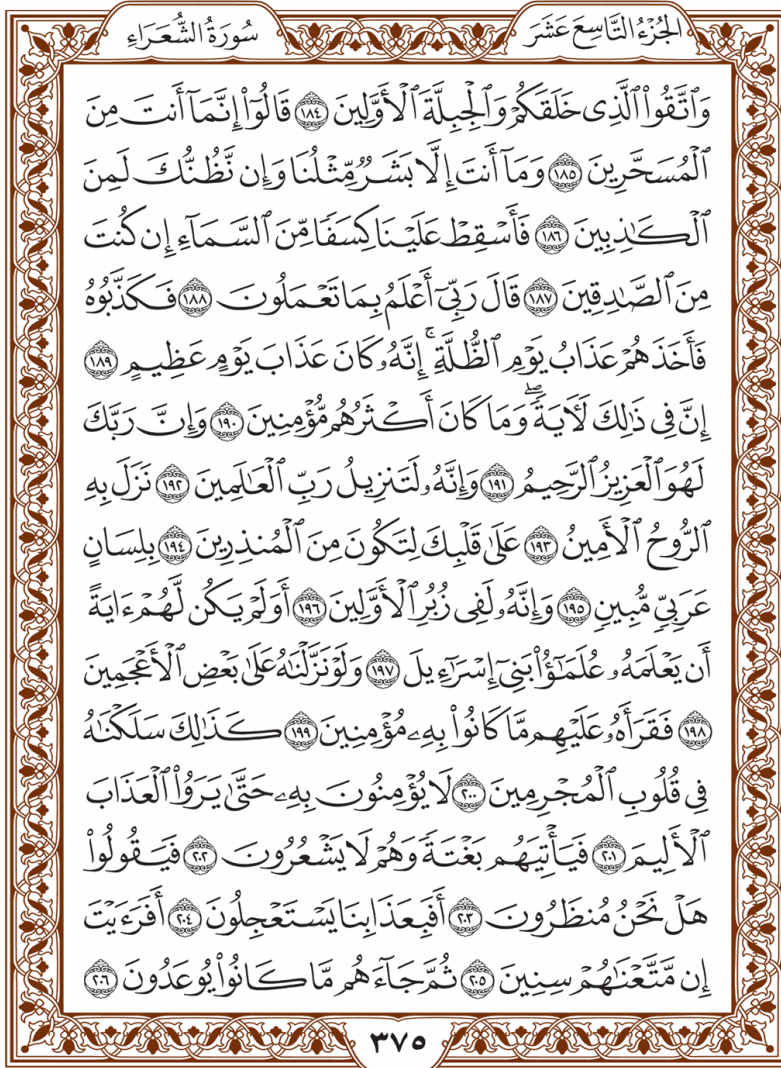 الجُزْءُ التَّاسِعَ عَشَرَ
سُورَةُ الشُّعَرَاءِ
وَٱتَّقُوا۟ ٱلَّذِى خَلَقَكُمْ وَٱلْجِبِلَّةَ ٱلْأَوَّلِينَ ١٨٤ قَالُوٓا۟ إِنَّمَآ أَنتَ مِنَ
ٱلْمُسَحَّرِينَ ١٨٥ وَمَآ أَنتَ إِلَّا بَشَرٌ مِّثْلُنَا وَإِن نَّظُنُّكَ لَمِنَ
ٱلْكَـٰذِبِينَ ١٨٦ فَأَسْقِطْ عَلَيْنَا كِسَفًا مِّنَ ٱلسَّمَآءِ إِن كُنتَ
مِنَ ٱلصَّـٰدِقِينَ ١٨٧ قَالَ رَبِّىٓ أَعْلَمُ بِمَا تَعْمَلُونَ ١٨٨ فَكَذَّبُوهُ
فَأَخَذَهُمْ عَذَابُ يَوْمِ ٱلظُّلَّةِ ۚ إِنَّهُۥ كَانَ عَذَابَ يَوْمٍ عَظِيمٍ ١٨٩
إِنَّ فِى ذَٰلِكَ لَـَٔايَةً ۖ وَمَا كَانَ أَكْثَرُهُم مُّؤْمِنِينَ ١٩٠ وَإِنَّ رَبَّكَ
لَهُوَ ٱلْعَزِيزُ ٱلرَّحِيمُ ١٩١ وَإِنَّهُۥ لَتَنزِيلُ رَبِّ ٱلْعَـٰلَمِينَ ١٩٢ نَزَلَ بِهِ
ٱلرُّوحُ ٱلْأَمِينُ ١٩٣ عَلَىٰ قَلْبِكَ لِتَكُونَ مِنَ ٱلْمُنذِرِينَ ١٩٤ بِلِسَانٍ
عَرَبِىٍّ مُّبِينٍ ١٩٥ وَإِنَّهُۥ لَفِى زُبُرِ ٱلْأَوَّلِينَ ١٩٦ أَوَلَمْ يَكُن لَّهُمْ ءَايَةً
أَن يَعْلَمَهُۥ عُلَمَـٰٓؤُا۟ بَنِىٓ إِسْرَٰٓءِيلَ ١٩٧ وَلَوْ نَزَّلْنَـٰهُ عَلَىٰ بَعْضِ ٱلْأَعْجَمِينَ
١٩٨ فَقَرَأَهُۥ عَلَيْهِم مَّا كَانُوا۟ بِهِۦ مُؤْمِنِينَ ١٩٩ كَذَٰلِكَ سَلَكْنَـٰهُ
فِى قُلُوبِ ٱلْمُجْرِمِينَ ٢٠٠ لَا يُؤْمِنُونَ بِهِۦ حَتَّىٰ يَرَوُا۟ ٱلْعَذَابَ
ٱلْأَلِيمَ ٢٠١ فَيَأْتِيَهُم بَغْتَةً وَهُمْ لَا يَشْعُرُونَ ٢٠٢ فَيَقُولُوا۟
هَلْ نَحْنُ مُنظَرُونَ ٢٠٣ أَفَبِعَذَابِنَا يَسْتَعْجِلُونَ ٢٠٤ أَفَرَءَيْتَ
إِن مَّتَّعْنَـٰهُمْ سِنِينَ ٢٠٥ ثُمَّ جَآءَهُم مَّا كَانُوا۟ يُوعَدُونَ ٢٠٦
٣٧٥